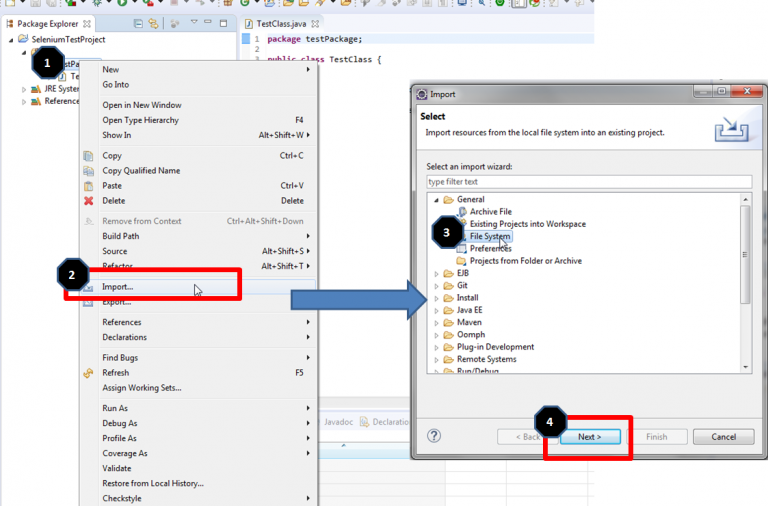 Package Explorer
SeleniumTestProject
1
JRE System
Reference
TestClass.java
1 package testPackage;
2
public class TestClass {
New
Go Into
Open in New Window
Open Type Hierarchy F4
Show In Alt+Shift+W
Copy Ctrl+C
Copy Qualified Name
Paste Ctrl+V
Delete Delete
Remove from Context Ctrl+Alt+Shift+Down
Build Path
Source Alt+Shift+S
Refactor Alt+Shift+T
2
Import...
Export...
References
Declarations
Find Bugs
Refresh F5
Assign Working Sets...
Run As
Debug As
Profile As
Coverage As
Validate
Restore from Local History...
Checkstyle
Javadoc Declaratio
Import
Select
Import resources from the local file system into an existing project.
Select an import wizard:
type filter text
General
Archive File
Existing Projects into Workspace
3
File System
Preferences
Projects from Folder or Archive
EJB
Git
Install
Java EE
Maven
Oomph
Plug-in Development
Remote Systems
Run/Debug
4
? < Back Next > Finish Cancel